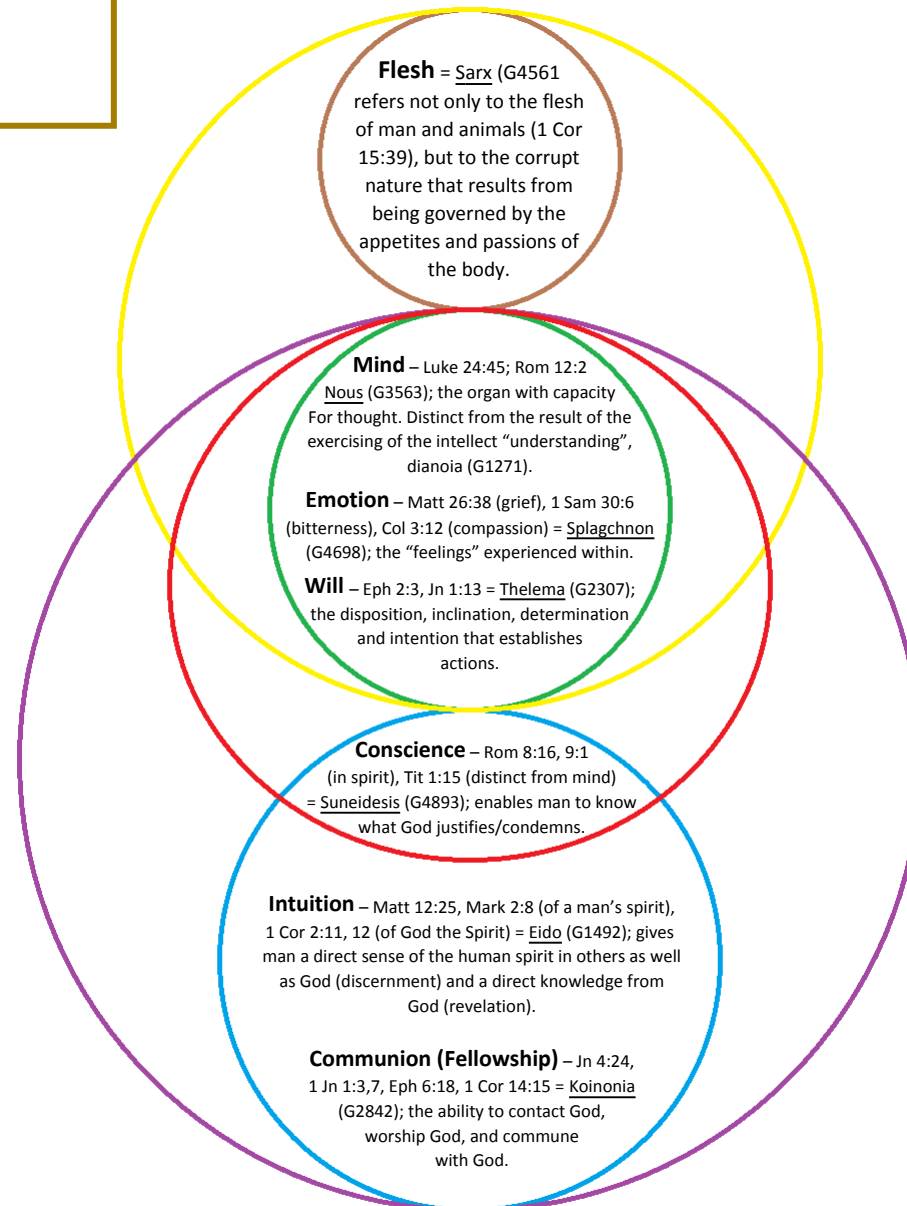 Flesh = Sarx (G4561
refers not only to the flesh
of man and animals (1 Cor
15:39), but to the corrupt
nature that results from
being governed by the
appetites and passions of
the body.
Mind – Luke 24:45; Rom 12:2
Nous (G3563); the organ with capacity
For thought. Distinct from the result of the
exercising of the intellect “understanding”,
dianoia (G1271).
Emotion – Matt 26:38 (grief), 1 Sam 30:6
(bitterness), Col 3:12 (compassion) = Splagchnon
(G4698); the “feelings” experienced within.
Will – Eph 2:3, Jn 1:13 = Thelema (G2307);
the disposition, inclination, determination
and intention that establishes
actions.
Conscience – Rom 8:16, 9:1
(in spirit), Tit 1:15 (distinct from mind)
= Suneidesis (G4893); enables man to know
what God justifies/condemns.
Intuition – Matt 12:25, Mark 2:8 (of a man’s spirit),
1 Cor 2:11, 12 (of God the Spirit) = Eido (G1492); gives
man a direct sense of the human spirit in others as well
as God (discernment) and a direct knowledge from
God (revelation).
Communion (Fellowship) – Jn 4:24,
1 Jn 1:3,7, Eph 6:18, 1 Cor 14:15 = Koinonia
(G2842); the ability to contact God,
worship God, and commune
with God.